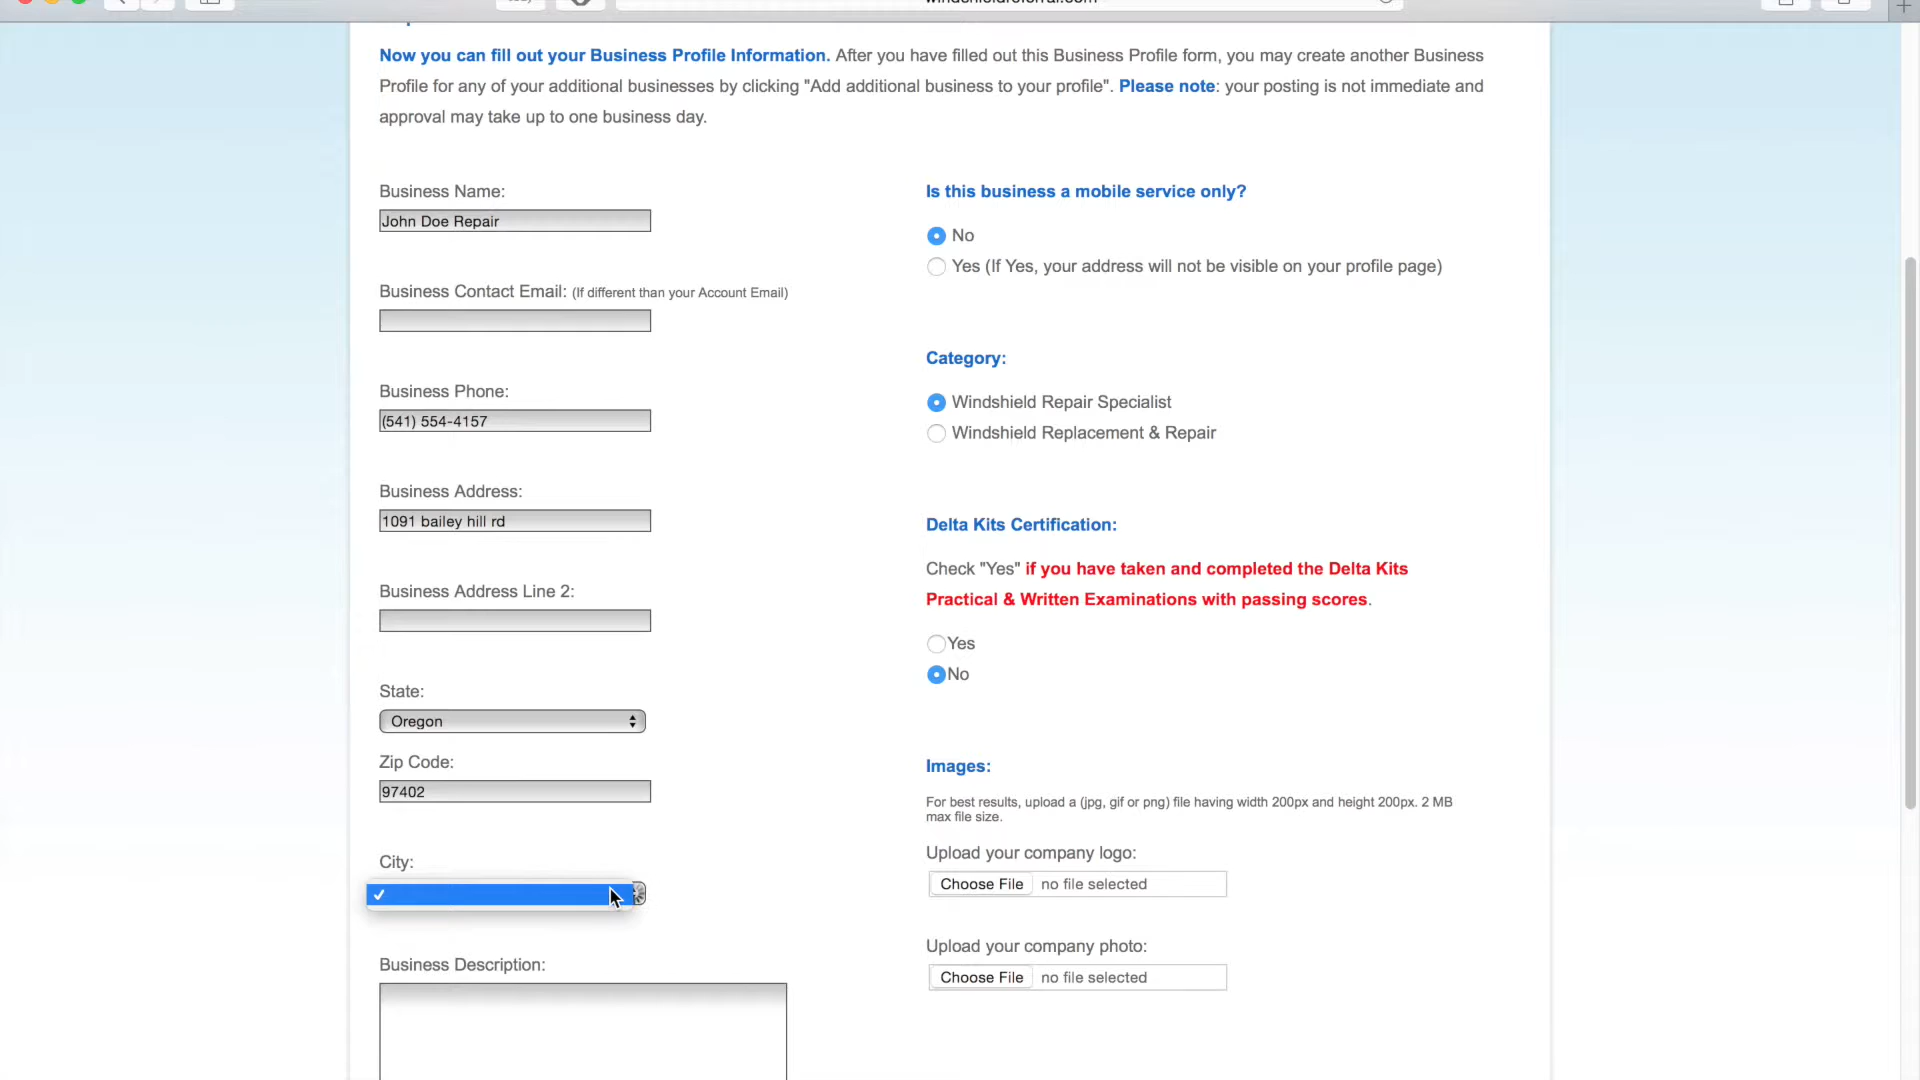 Now you can fill out your Business Profile Information. After you have filled out this Business Profile form, you may create another Business
Profile for any of your additional businesses by clicking "Add additional business to your profile". Please note: your posting is not immediate and
approval may take up to one business day.
Business Name:
John Doe Repair
Business Contact Email: (If different than your Account Email)
Business Phone:
(541) 554-4157
Business Address:
1091 bailey hill rd
Business Address Line 2:
State:
Oregon
Zip Code:
97402
City:
Business Description:
Is this business a mobile service only?
No
Yes (If Yes, your address will not be visible on your profile page)
Category:
Windshield Repair Specialist
Windshield Replacement & Repair
Delta Kits Certification:
Check "Yes" if you have taken and completed the Delta Kits
Practical & Written Examinations with passing scores.
Yes
No
Images:
For best results, upload a (jpg, gif or png) file having width 200px and height 200px. 2 MB
max file size.
Upload your company logo:
Choose File no file selected
Upload your company photo:
Choose File no file selected